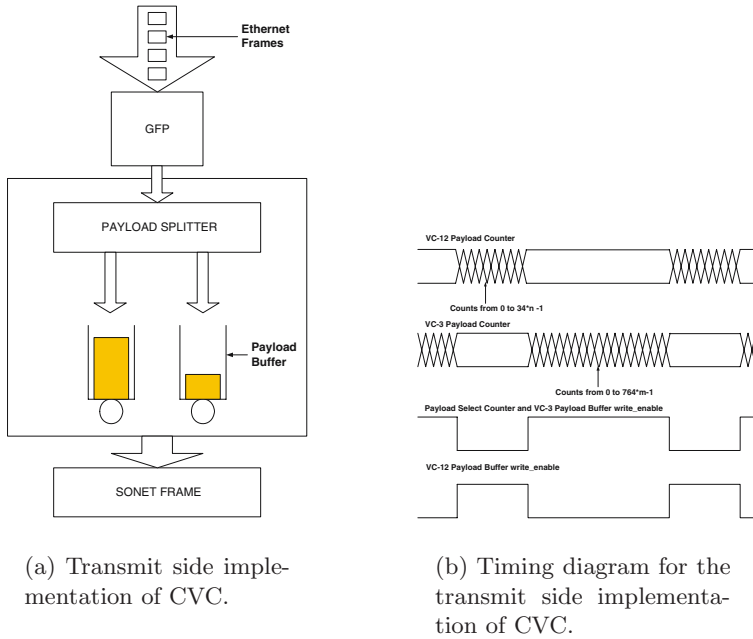 Ethernet
Frames
GFP
PAYLOAD SPLITTER
Payload
Buffer
SONET FRAME
(a) Transmit side imple-
mentation of CVC.
VC-12 Payload Counter
Counts from 0 to 34*n -1
VC-3 Payload Counter
Counts from 0 to 764*m-1
Payload Select Counter and VC-3 Payload Buffer write_enable
VC-12 Payload Buffer write_enable
(b) Timing diagram for the
transmit side implementa-
tion of CVC.